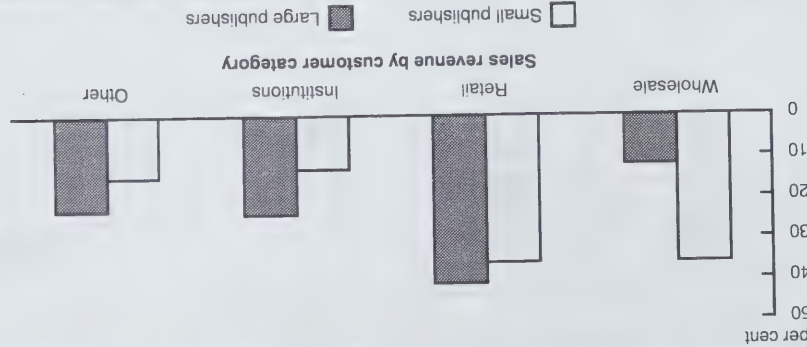 per cent
50
40
30
20
10
0
Wholesale
Retail
Institutions
Other
Sales revenue by customer category
Small publishers
Large publishers